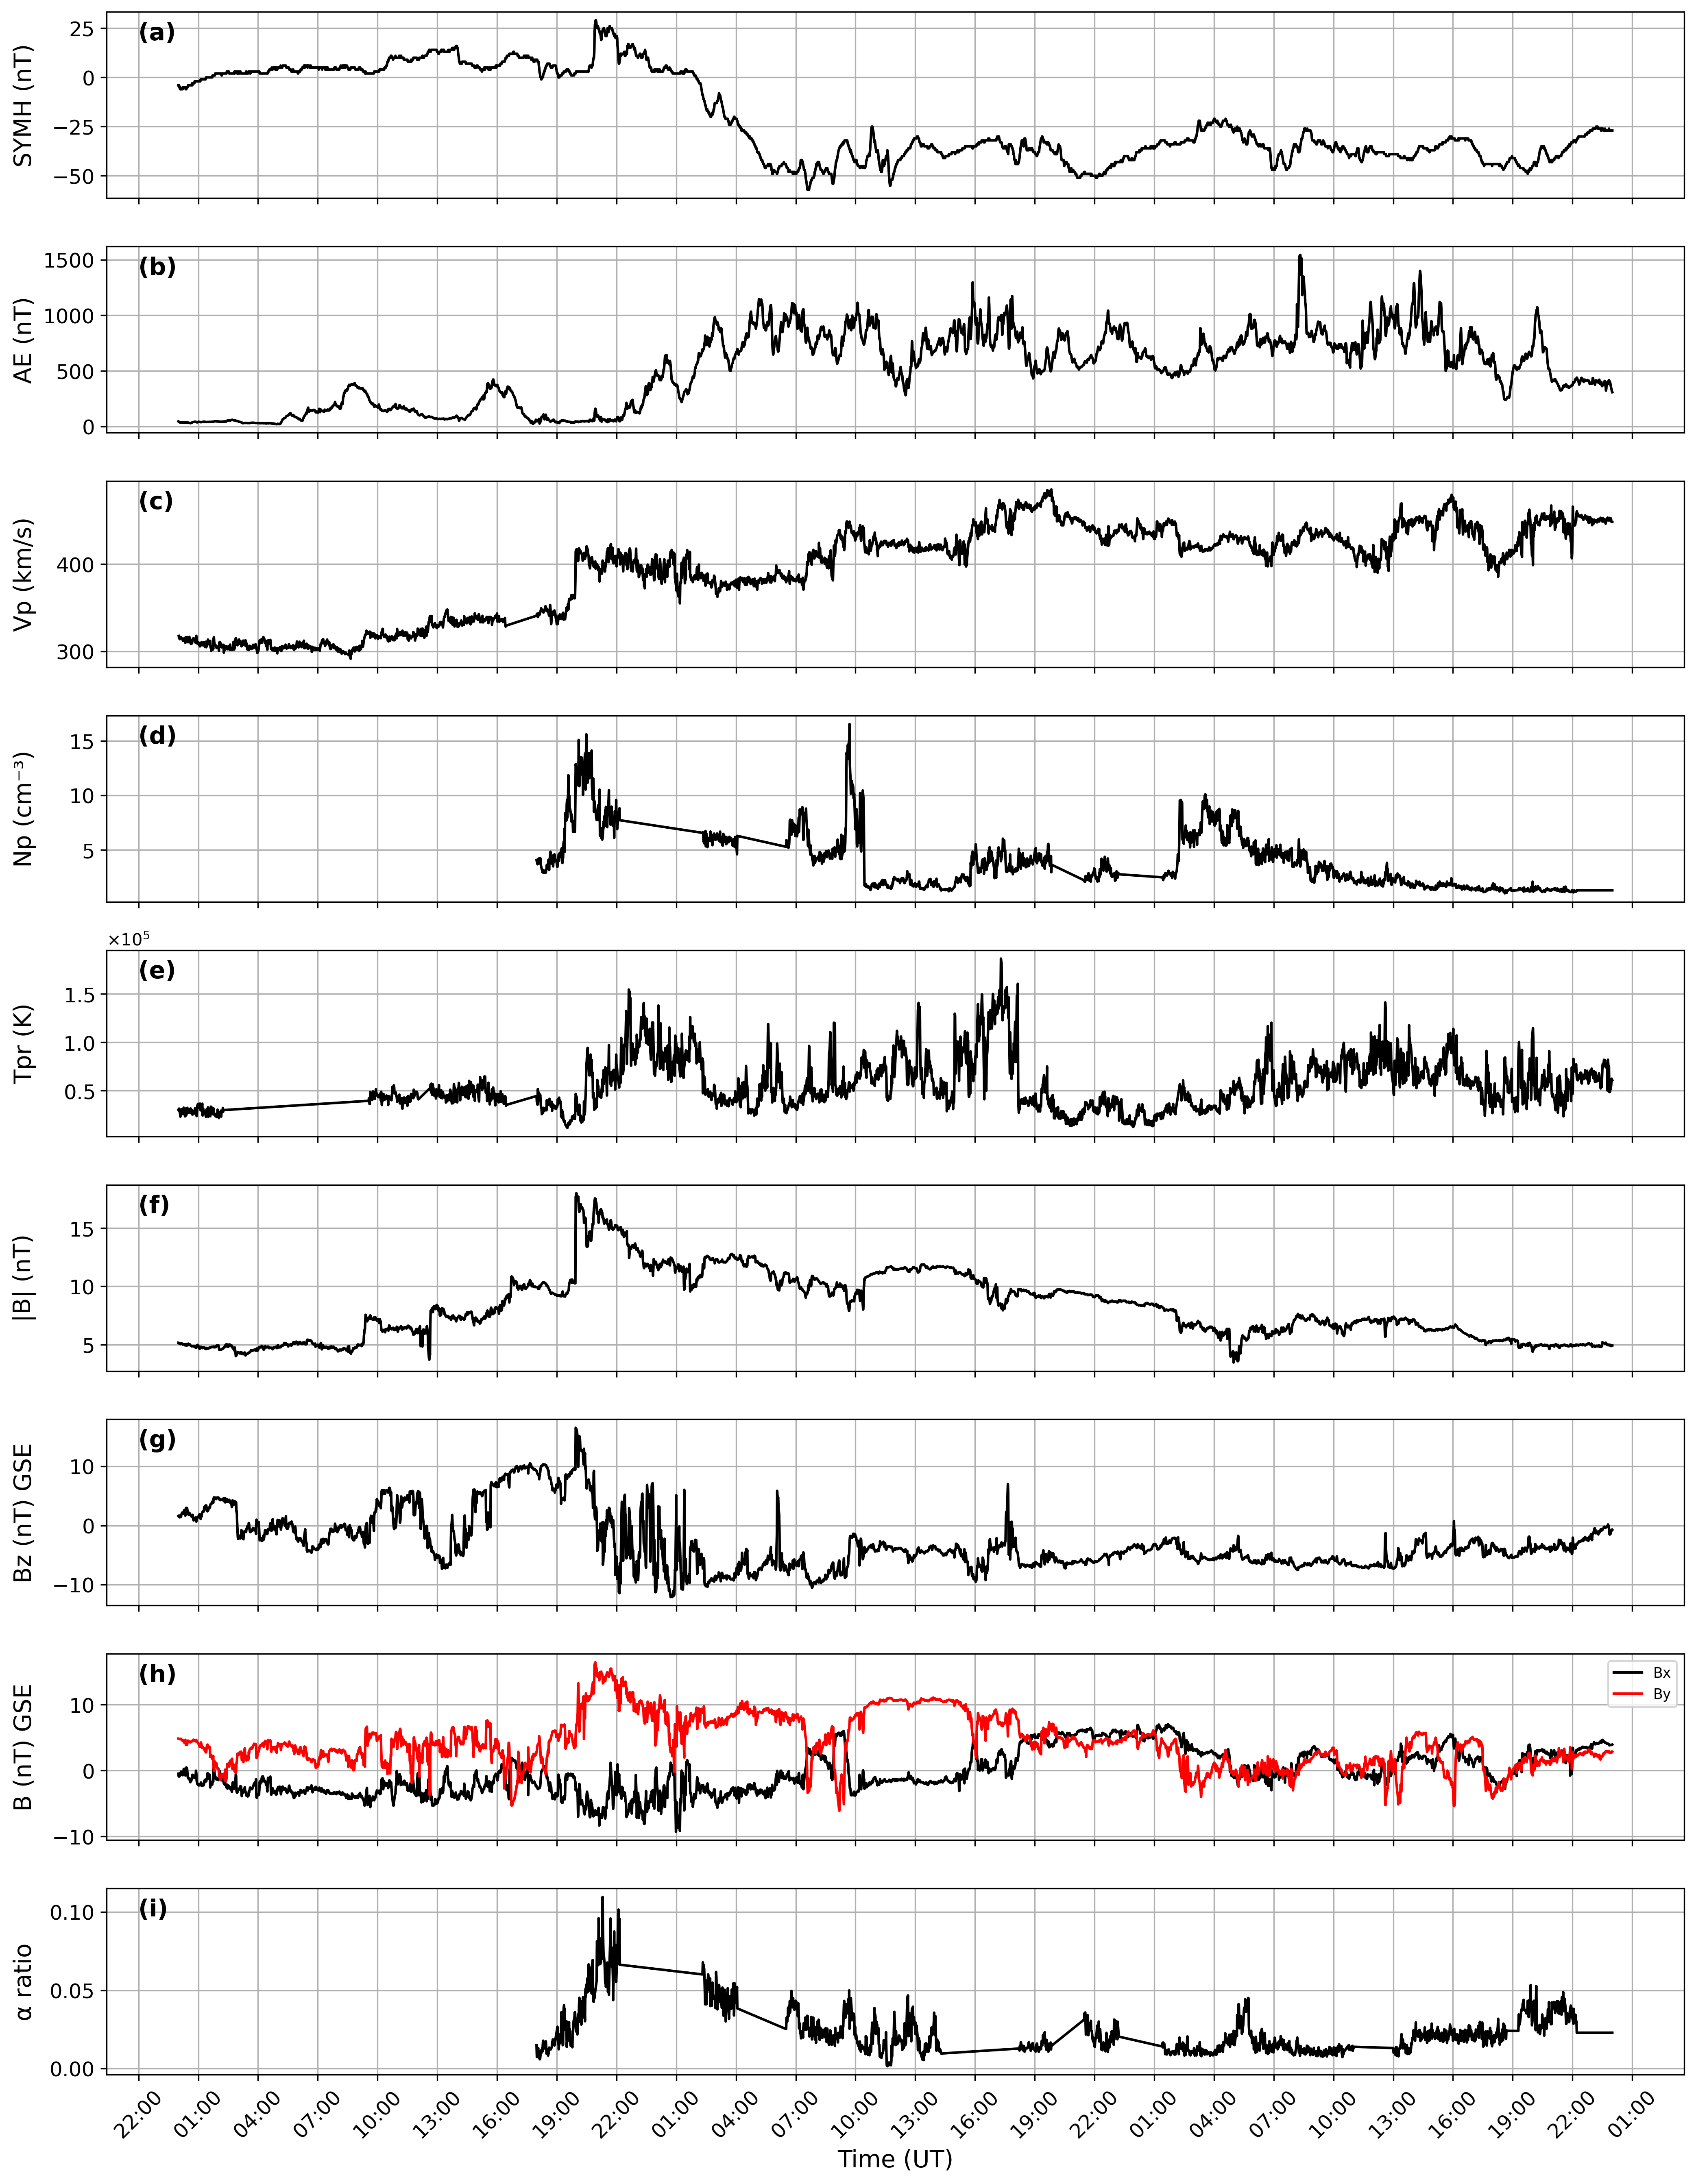 (a)
SYMH (nT)
25
0
−25
−50
(b)
AE (nT)
1500
1000
500
0
(c)
Vp (km/s)
400
300
(d)
Np (cm⁻³)
15
10
5
×10⁵
(e)
Tpr (K)
1.5
1.0
0.5
(f)
|B| (nT)
15
10
5
(g)
Bz (nT) GSE
10
0
−10
(h)
B (nT) GSE
10
0
−10
Bx
By
(i)
α ratio
0.10
0.05
0.00
22:00 01:00 04:00 07:00 10:00 13:00 16:00 19:00 22:00 01:00 04:00 07:00 10:00 13:00 16:00 19:00 22:00 01:00 04:00 07:00 10:00 13:00 16:00 19:00 22:00 01:00
Time (UT)